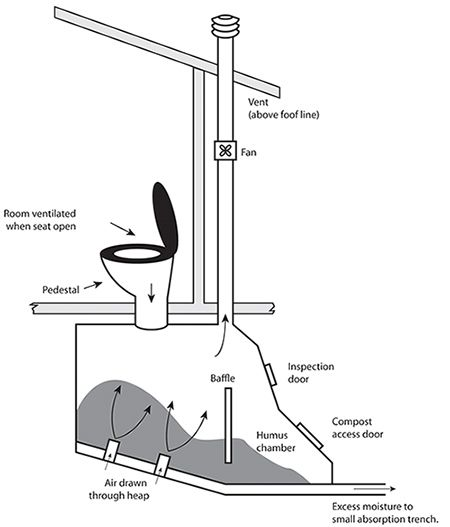 Vent
(above foof line)
Fan
Room ventilated
when seat open
Pedestal
Inspection
door
Baffle
Compost
access door
Humus
chamber
Air drawn
through heap
Excess moisture to
small absorption trench.